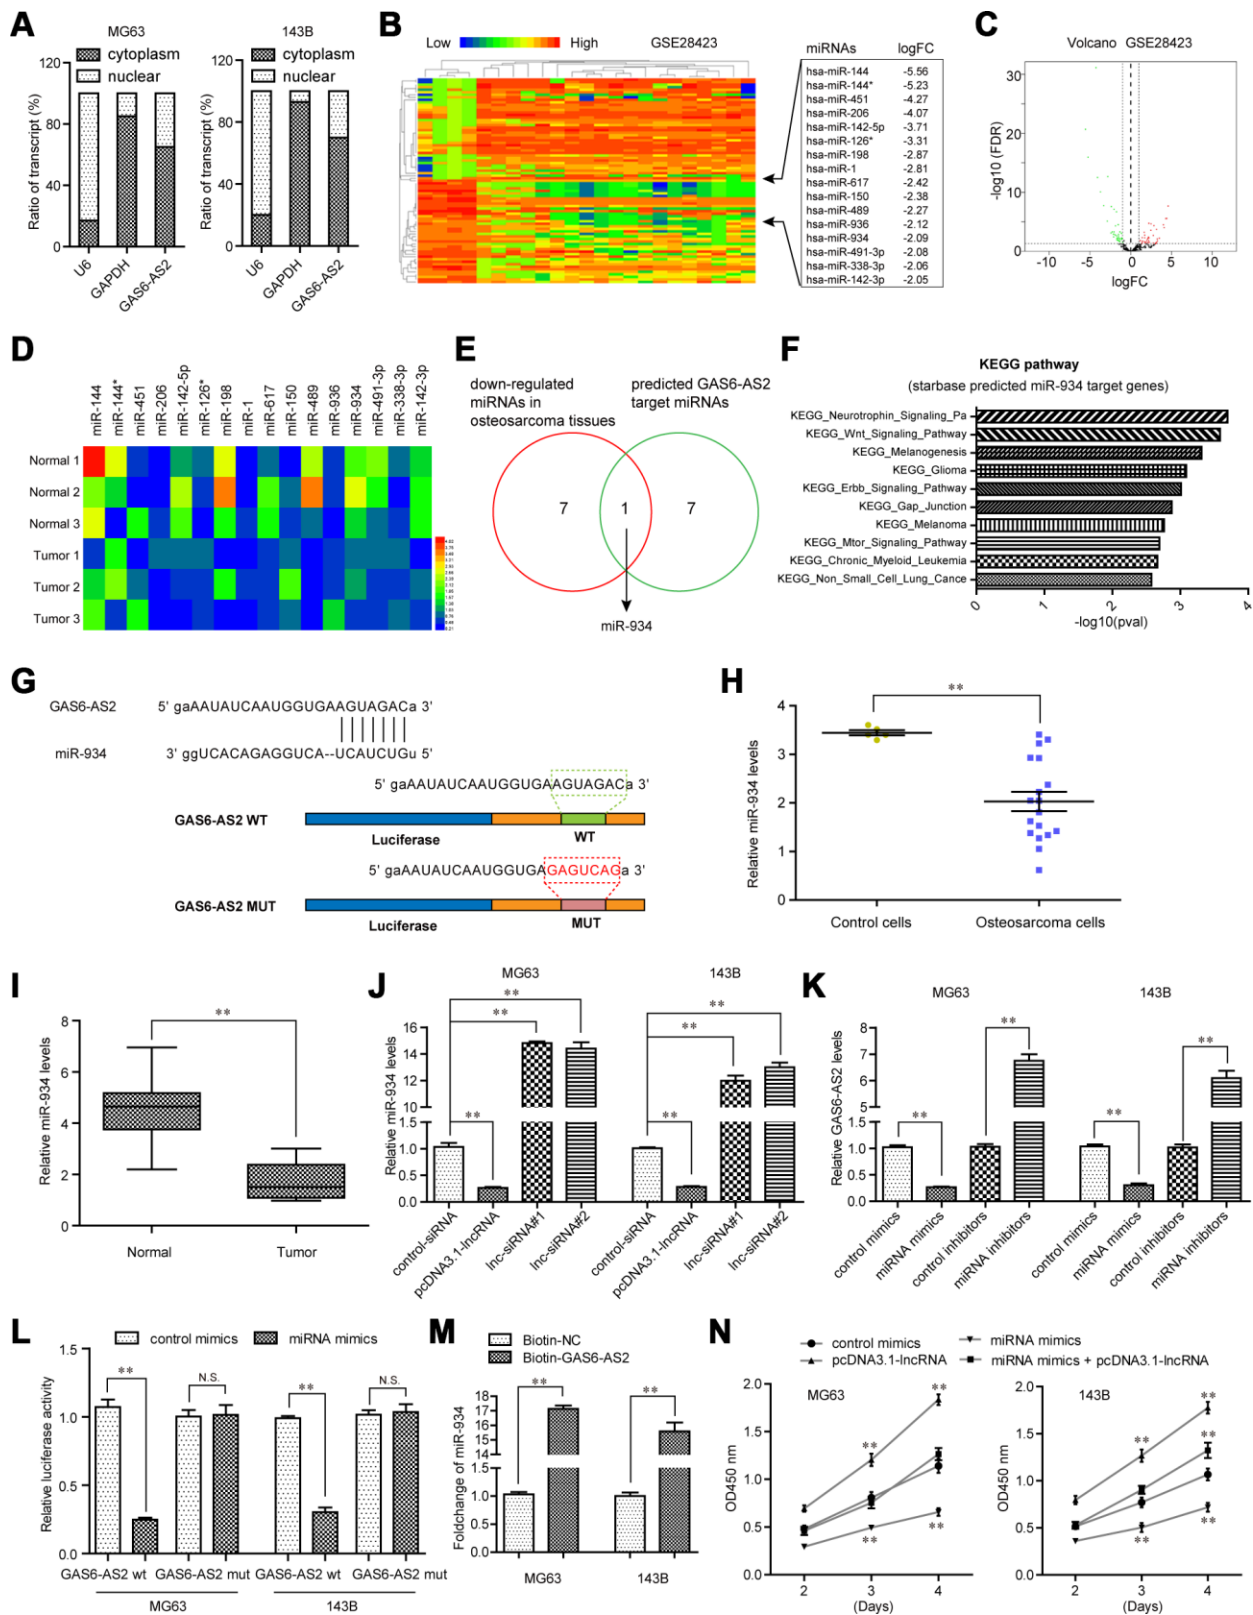 A
MG63
143B
cytoplasm
nuclear
cytoplasm
nuclear
Ratio of transcript (%)
120
80
40
0
U6
GAPDH
GAS6-AS2
Ratio of transcript (%)
120
80
40
0
U6
GAPDH
GAS6-AS2
B
Low
High
GSE28423
miRNAs logFC
hsa-miR-144 -5.56
hsa-miR-144* -5.23
hsa-miR-451 -4.27
hsa-miR-206 -4.07
hsa-miR-142-5p -3.71
hsa-miR-126* -3.31
hsa-miR-198 -2.87
hsa-miR-1 -2.81
hsa-miR-617 -2.42
hsa-miR-150 -2.38
hsa-miR-489 -2.27
hsa-miR-936 -2.12
hsa-miR-934 -2.09
hsa-miR-491-3p -2.08
hsa-miR-338-3p -2.06
hsa-miR-142-3p -2.05
C
Volcano GSE28423
-log10 (FDR)
30
20
10
0
-10 -5 0 5 10
logFC
D
miR-144
miR-144*
miR-451
miR-206
miR-142-5p
miR-126*
miR-198
miR-1
miR-617
miR-150
miR-489
miR-936
miR-934
miR-491-3p
miR-338-3p
miR-142-3p
Normal 1
Normal 2
Normal 3
Tumor 1
Tumor 2
Tumor 3
E
down-regulated
miRNAs in
osteosarcoma tissues
predicted GAS6-AS2
target miRNAs
7 1 7
miR-934
F
KEGG pathway
(starbase predicted miR-934 target genes)
KEGG_Neurotrophin_Signaling_Pa
KEGG_Wnt_Signaling_Pathway
KEGG_Melanogenesis
KEGG_Glioma
KEGG_Erbb_Signaling_Pathway
KEGG_Gap_Junction
KEGG_Melanoma
KEGG_Mtor_Signaling_Pathway
KEGG_Chronic_Myeloid_Leukemia
KEGG_Non_Small_Cell_Lung_Cance
0 1 2 3 4
-log10(pval)
G
GAS6-AS2 5' gaAAUAUCAAUGGUGAAGUAGACa 3'
miR-934 3' ggUCACAGAGGUCA--UCAUCUGu 5'
5' gaAAUAUCAAUGGUGAAGUAGACa 3'
GAS6-AS2 WT
Luciferase WT
5' gaAAUAUCAAUGGUGAGAGUCAGa 3'
GAS6-AS2 MUT
Luciferase MUT
H
**
Relative miR-934 levels
4
3
2
1
0
Control cells Osteosarcoma cells
I
**
Relative miR-934 levels
8
6
4
2
0
Normal Tumor
J
MG63 143B
Relative miR-934 levels
16
14
12
10
1.5
1.0
0.5
0.0
** ** **
** ** **
control-siRNA
pcDNA3.1-lncRNA
lnc-siRNA#1
lnc-siRNA#2
control-siRNA
pcDNA3.1-lncRNA
lnc-siRNA#1
lnc-siRNA#2
K
MG63 143B
Relative GAS6-AS2 levels
8
7
6
5
1.5
1.0
0.5
0.0
** ** ** **
control mimics
miRNA mimics
control inhibitors
miRNA inhibitors
control mimics
miRNA mimics
control inhibitors
miRNA inhibitors
L
control mimics miRNA mimics
Relative luciferase activity
1.5
1.0
0.5
0.0
** N.S. ** N.S.
GAS6-AS2 wt GAS6-AS2 mut GAS6-AS2 wt GAS6-AS2 mut
MG63 143B
M
Biotin-NC
Biotin-GAS6-AS2
Foldchange of miR-934
18
17
16
15
14
13
1.5
1.0
0.5
0.0
** **
MG63 143B
N
control mimics
pcDNA3.1-lncRNA
miRNA mimics
miRNA mimics + pcDNA3.1-lncRNA
MG63
OD450 nm
2.0
1.5
1.0
0.5
0.0
** ** ** **
2 3 4
(Days)
143B
OD450 nm
2.0
1.5
1.0
0.5
0.0
** ** ** ** **
2 3 4
(Days)